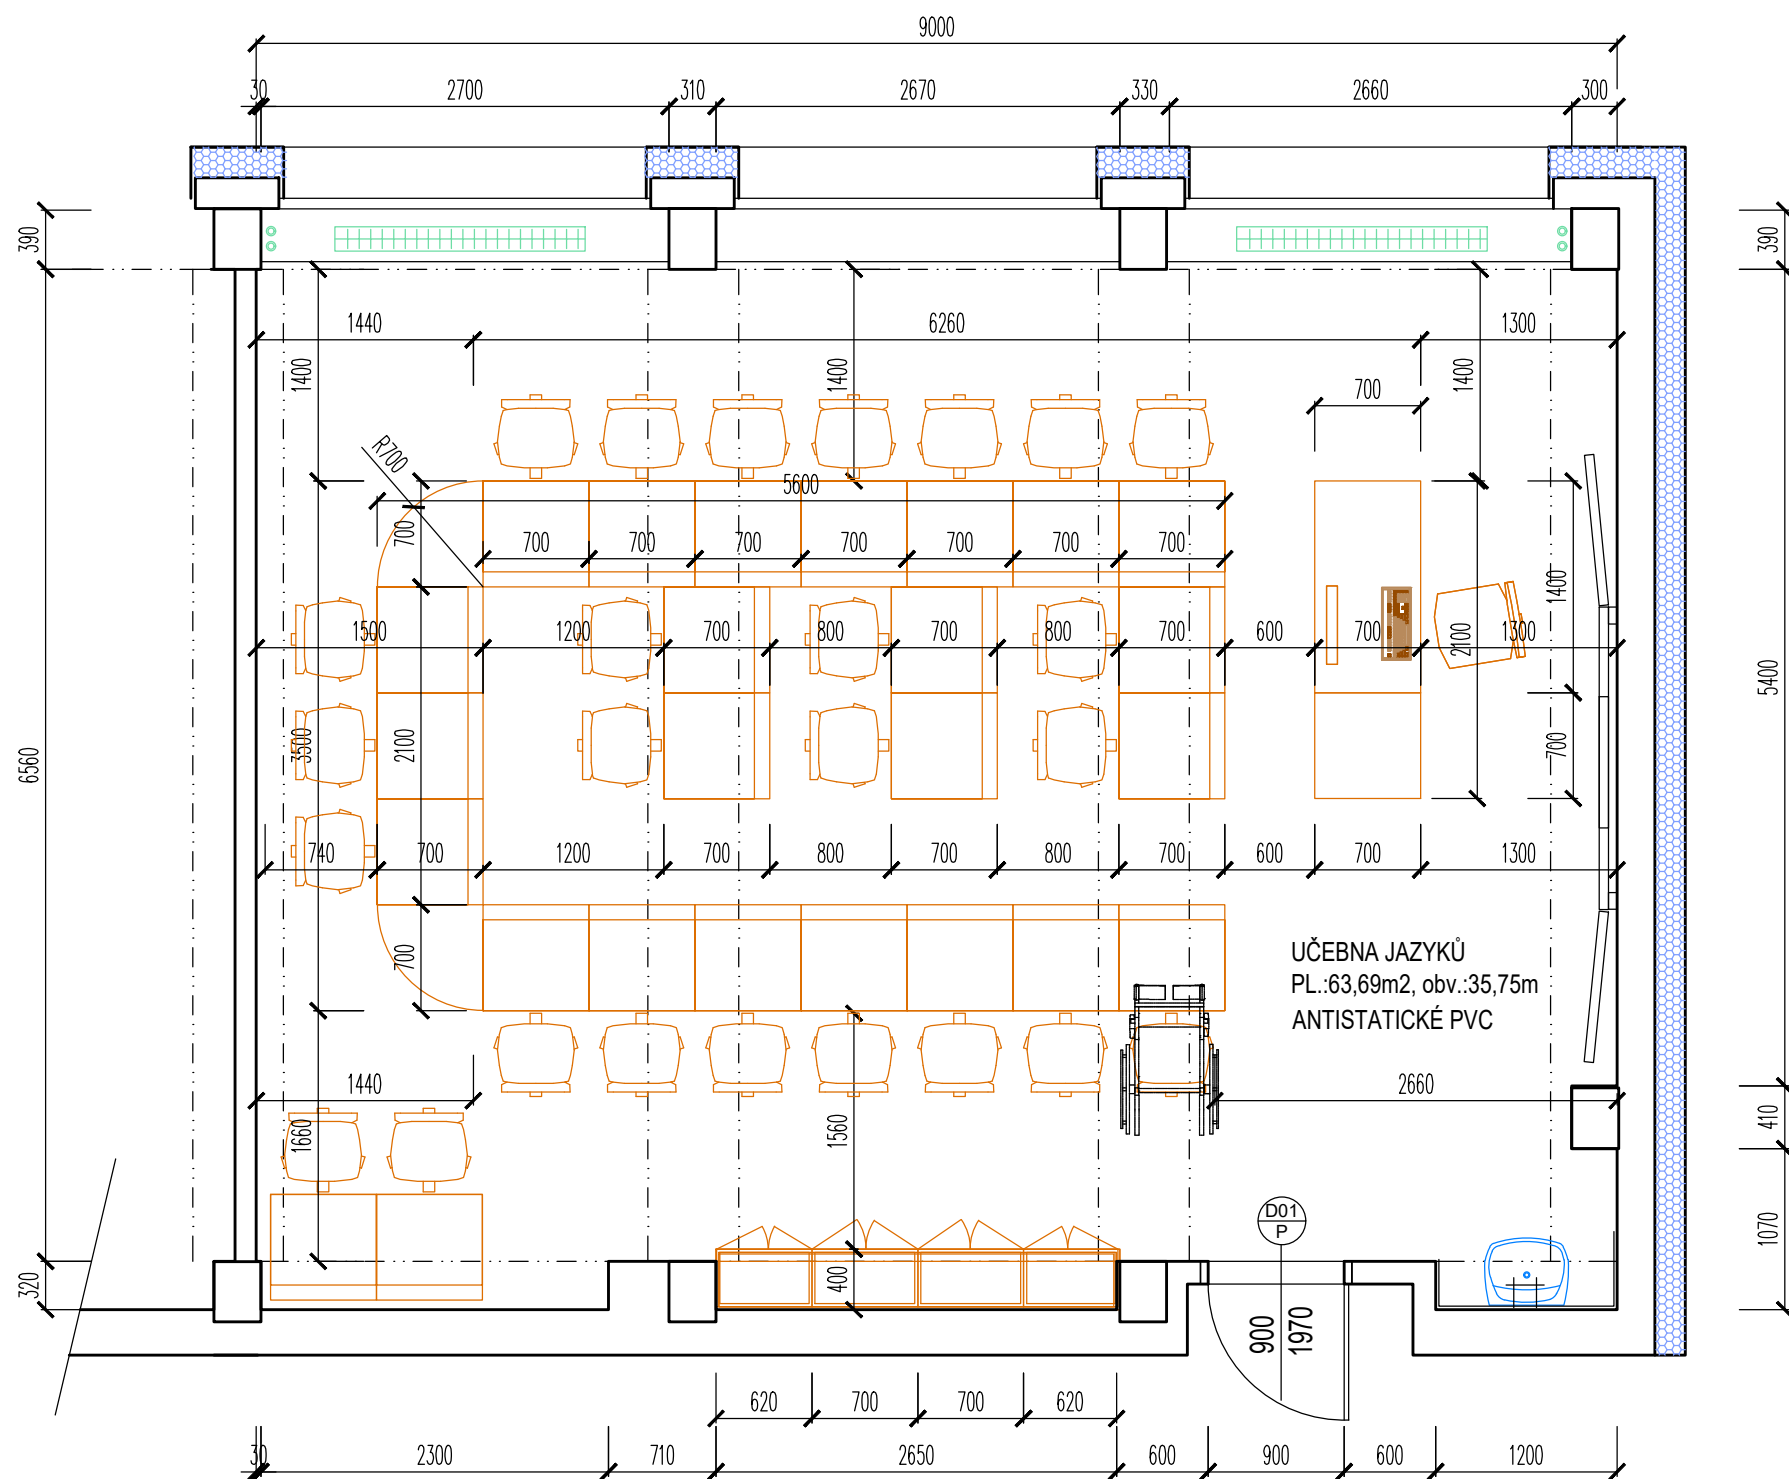 9000
30 2700 310 2670 330 2660 300
390 390
1440 6260 1300
1400 1400 1400
700
R700
5600
700
700 700 700 700 700 700 700
1400
1500 1200 700 800 700 800 700 600 700 1300
2100
6560 3500 2100 700 5400
740 700 1200 700 800 700 800 700 600 700 1300
700
UČEBNA JAZYKŮ
PL.:63,69m2, obv.:35,75m
ANTISTATICKÉ PVC
1440 2660
1660 1560 410
D01
P
1070
320 400
900
1970
620 700 700 620
30 2300 710 2650 600 900 600 1200